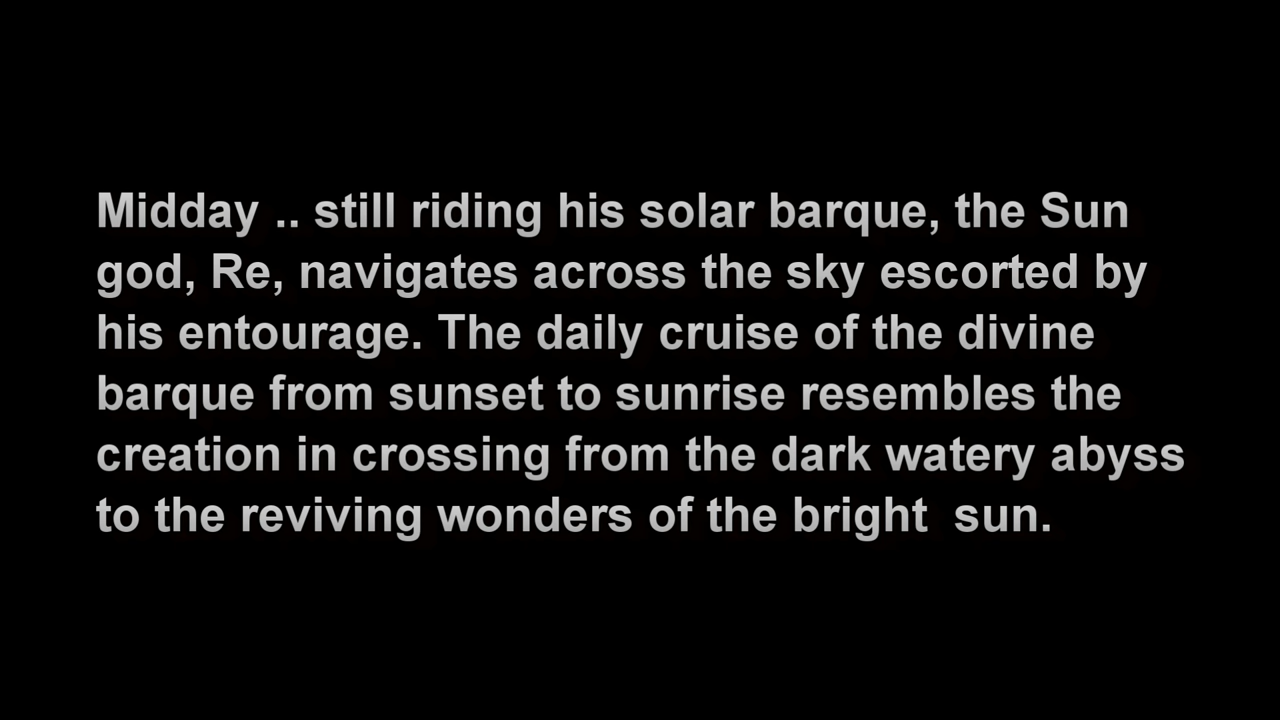 Midday .. still riding his solar barque, the Sun
god, Re, navigates across the sky escorted by
his entourage. The daily cruise of the divine
barque from sunset to sunrise resembles the
creation in crossing from the dark watery abyss
to the reviving wonders of the bright  sun.